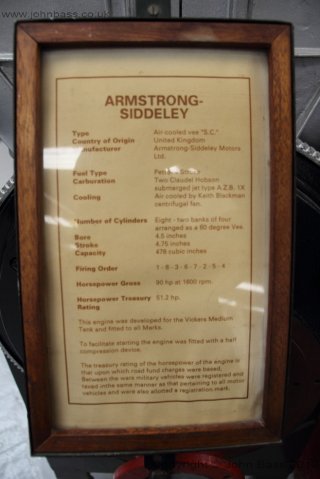 www.johnbass.co.uk
ARMSTRONG-
SIDDELEY
Type Air cooled vee "S.C."
Country of Origin United Kingdom
Manufacturer Armstrong-Siddeley Motors
Ltd.
Fuel Type
Carburation Two Claudel Hobson
submerged jet type A.Z.B. 1X
Cooling Air cooled by Keith Blackman
centrifugal fan.
Number of Cylinders Eight - two banks of four
arranged as a 60 degree Vee.
Bore 4.5 inches
Stroke 4.75 inches
Capacity 476 cubic inches
Firing Order 1 - 8 - 3 - 6 - 7 - 2 - 5 - 4
Horsepower Gross 90 hp at 1600 rpm.
Horsepower Treasury 51.2 hp.
Rating
This engine was developed for the Vickers Medium
Tank and fitted to all Marks.
To facilitate starting the engine was fitted with a half
compression device.
The treasury rating of the horsepower of the engine is
that upon which road fund charges were based.
Between the wars military vehicles were registered and
taxed inthe same manner as that pertaining to all motor
vehicles and were also alloted a registration mark.
John Bass